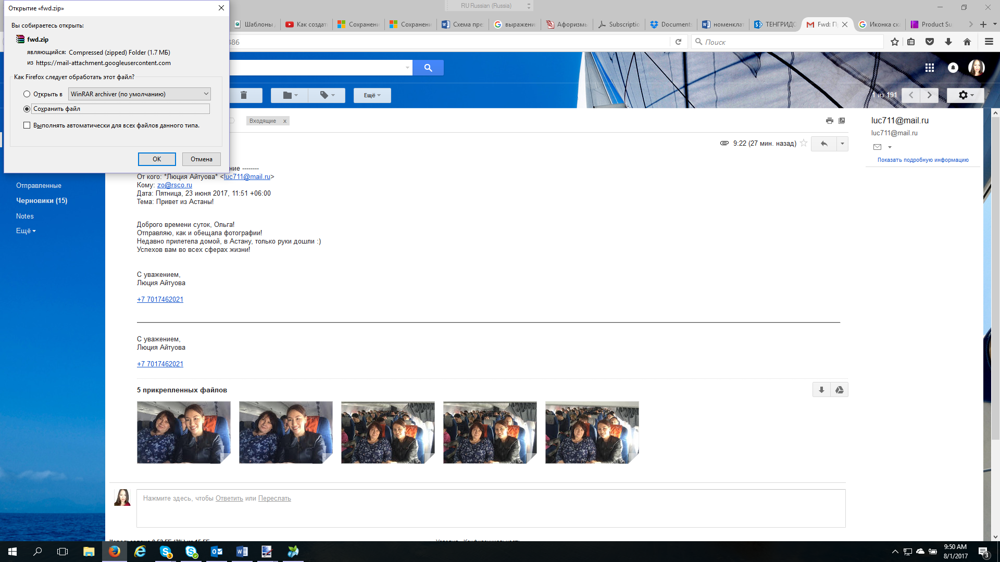 Открытие «fwd.zip»
Вы собираетесь открыть:
fwd.zip
являющийся: Compressed (zipped) Folder (1.7 МБ)
из https://mail-attachment.googleusercontent.com
Как Firefox следует обработать этот файл?
Открыть в WinRAR archiver (по умолчанию)
Сохранить файл
Выполнять автоматически для всех файлов данного типа.
OK Отмена
RU Russian (Russia)
Шаблоны Как создат Сохранени Сохранени Схема пре выражени Афоризмы Subscriptio Documents номенклат ТЕНГРИДС Fwd: П Иконка ска Product Su
386
Поиск
Ещё
1 из 191
Входящие x
9:22 (27 мин. назад)
luc711@mail.ru
luc711@mail.ru
Показать подробную информацию
Отправленные
Черновики (15)
Notes
Ещё
ние --------
От кого: *Люция Айтуова* <luc711@mail.ru>
Кому: zo@rsco.ru
Дата: Пятница, 23 июня 2017, 11:51 +06:00
Тема: Привет из Астаны!
Доброго времени суток, Ольга!
Отправляю, как и обещала фотографии!
Недавно прилетела домой, в Астану, только руки дошли :)
Успехов вам во всех сферах жизни!
С уважением,
Люция Айтуова
+7 7017462021
С уважением,
Люция Айтуова
+7 7017462021
5 прикрепленных файлов
Нажмите здесь, чтобы Ответить или Переслать
3
9:50 AM
8/1/2017
3